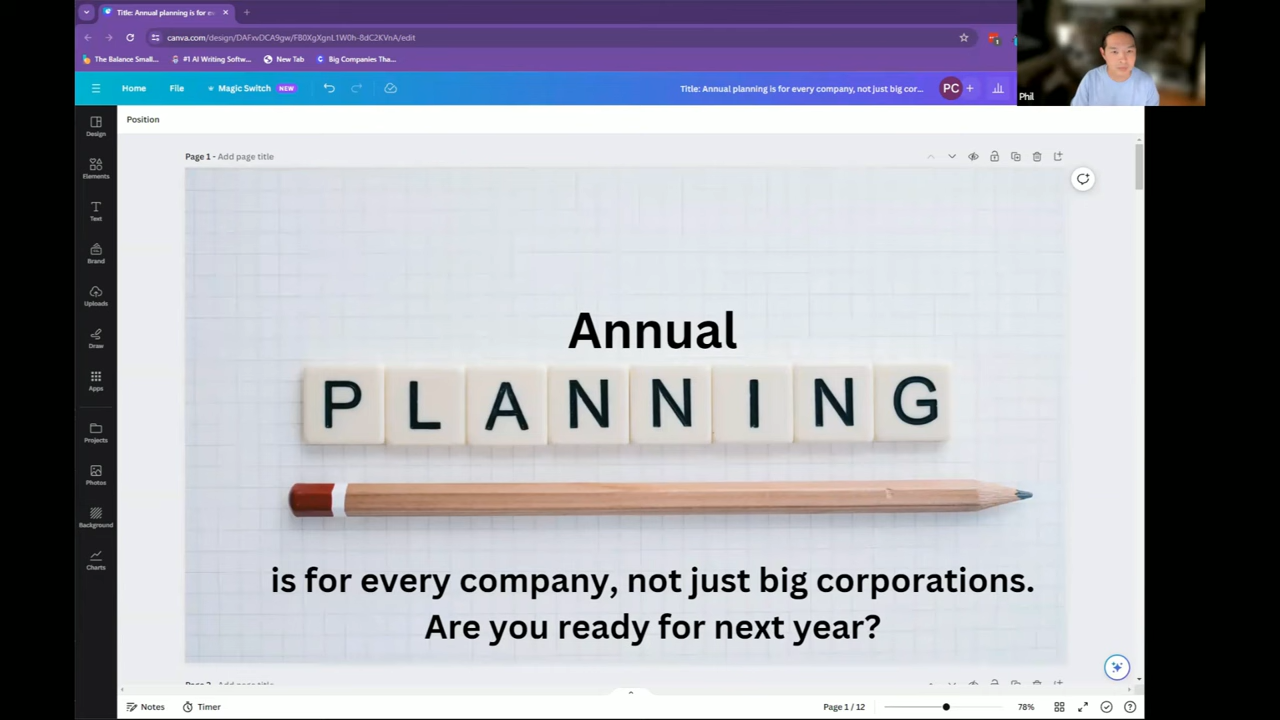 Title: Annual planning is for ev
canva.com/design/DAFxvDCA9gw/F80XgXgnL1W0h-8dC2KVnA/edit
The Balance Small...
#1 AI Writing Softw...
New Tab
Big Companies Tha...
Home
File
Magic Switch
NEW
Title: Annual planning is for every company, not just big cor...
PC
Phil
Position
Design
Elements
Text
Brand
Uploads
Draw
Apps
Projects
Photos
Background
Charts
Page 1 - Add page title
Annual
PLANNING
is for every company, not just big corporations.
Are you ready for next year?
Notes
Timer
Page 1 / 12
78%